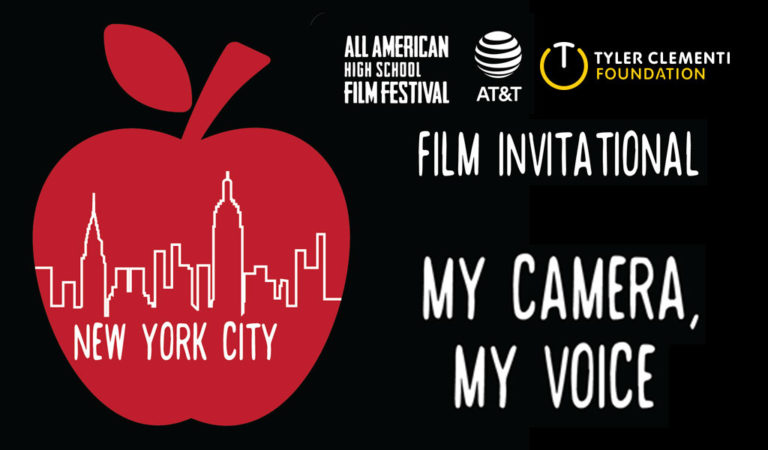 ALL AMERICAN
HIGH SCHOOL
FILM FESTIVAL
AT&T
TYLER CLEMENTI
FOUNDATION
FILM INVITATIONAL
MY CAMERA,
MY VOICE
NEW YORK CITY